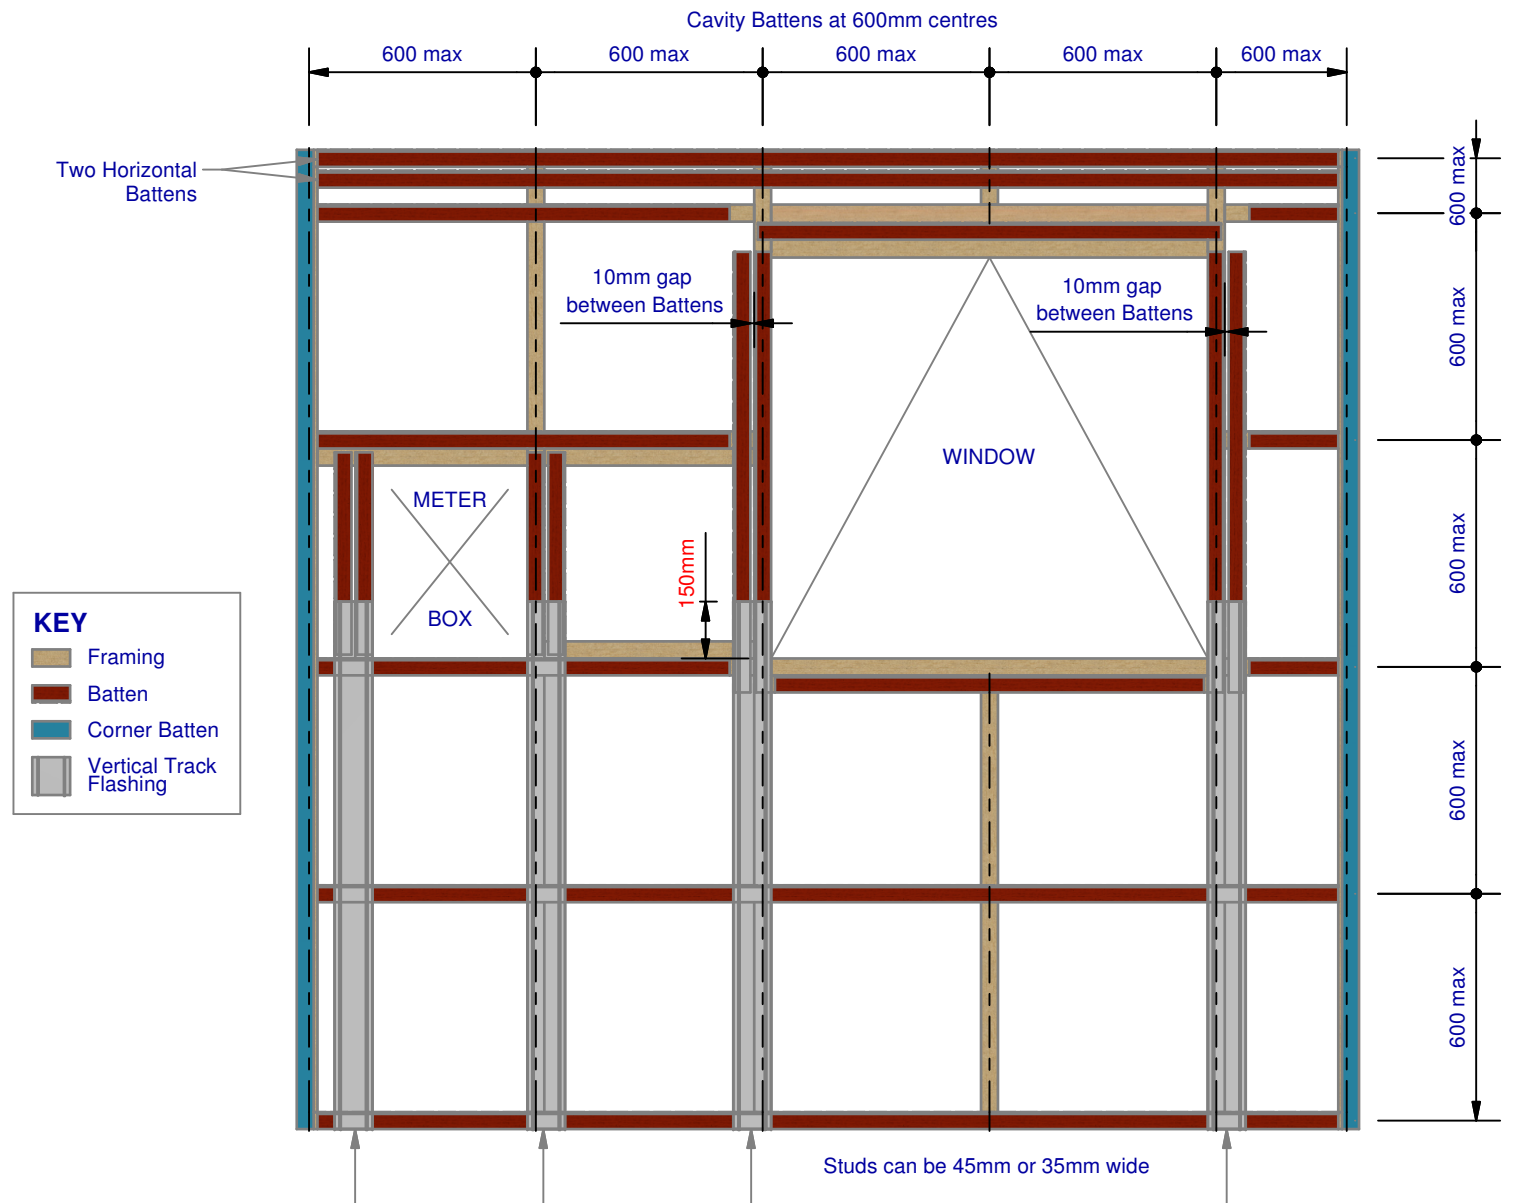 Cavity Battens at 600mm centres
600 max
600 max
600 max
600 max
600 max
Two Horizontal
Battens
600 max
10mm gap
between Battens
10mm gap
between Battens
600 max
WINDOW
METER
BOX
150mm
600 max
KEY
Framing
Batten
Corner Batten
Vertical Track
Flashing
600 max
600 max
Studs can be 45mm or 35mm wide